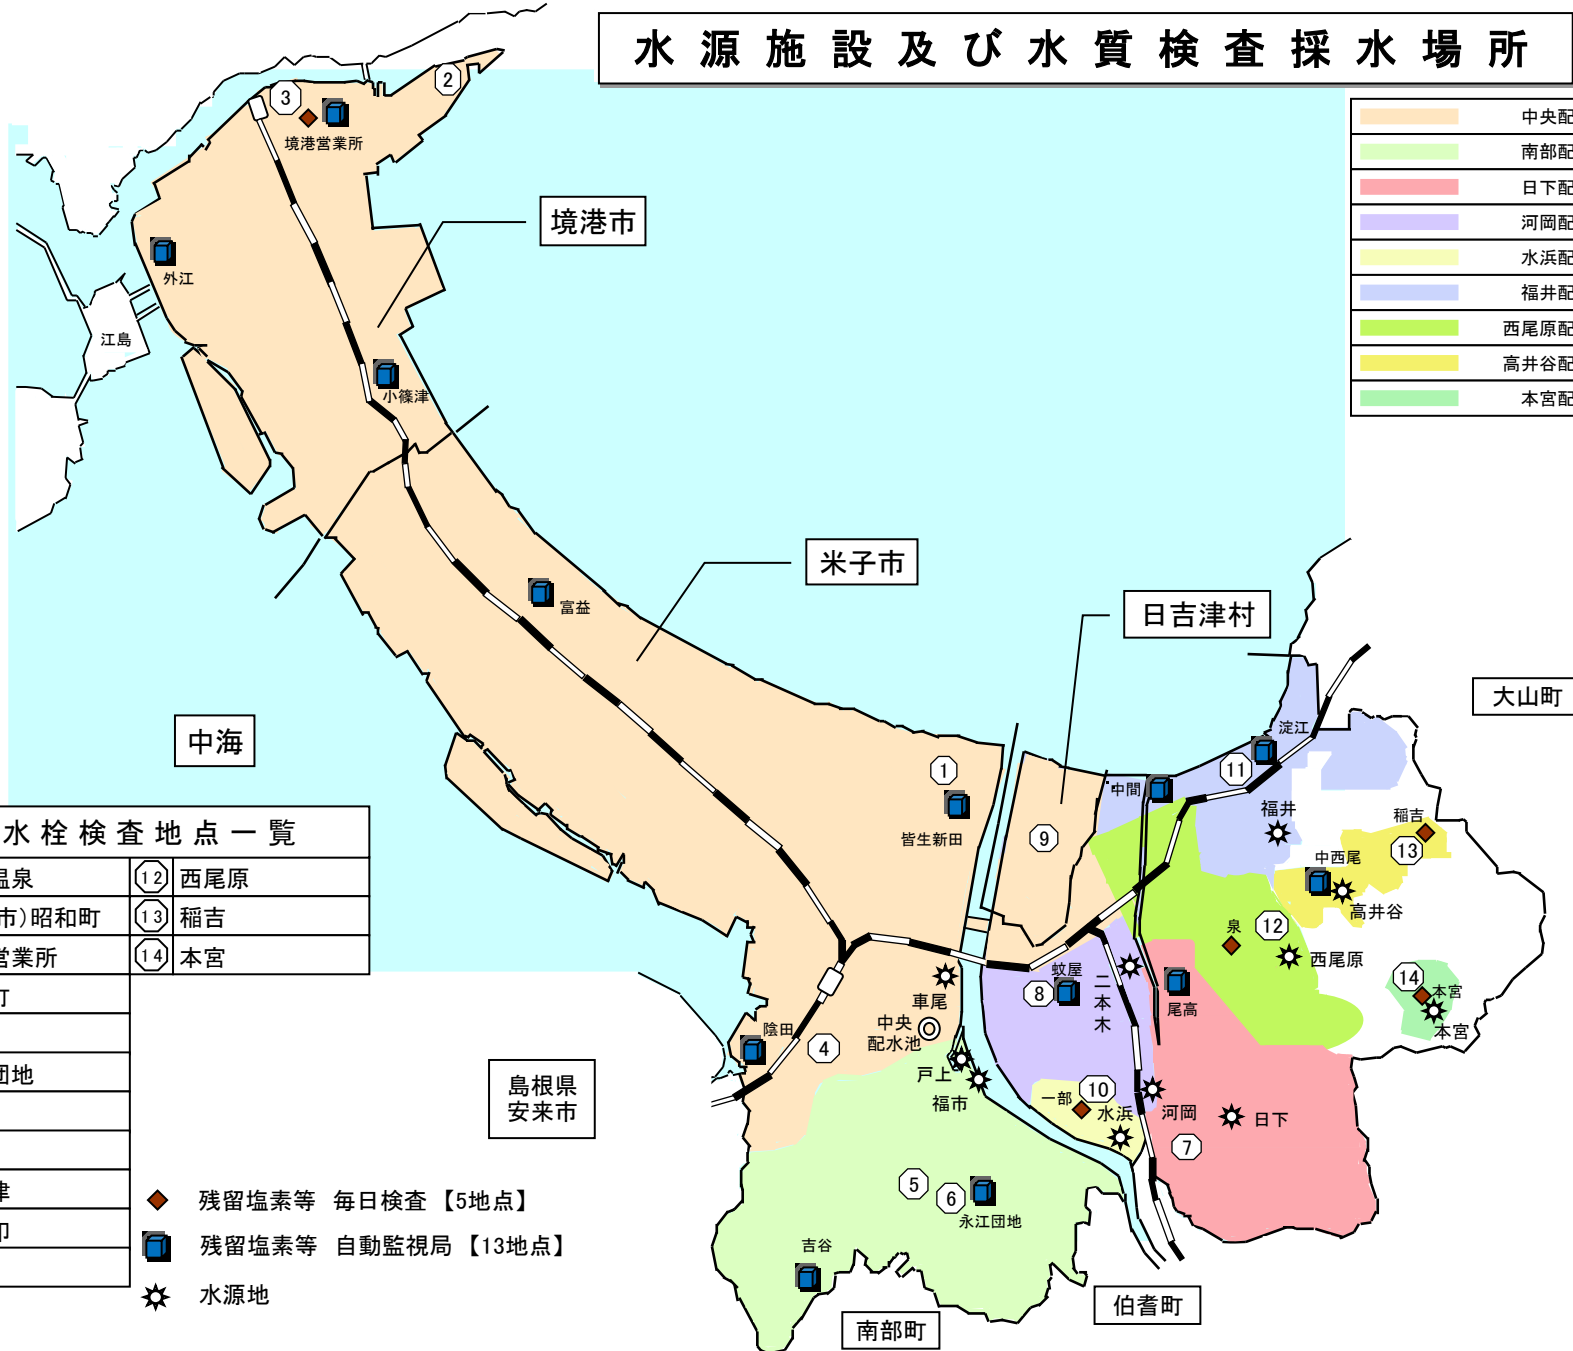 水源施設及び水質検査採水場所
中央配
南部配
日下配
河岡配
水浜配
福井配
西尾原配
高井谷配
本宮配
2
3
境港営業所
境港市
外江
江島
小篠津
米子市
富益
日吉津村
大山町
中海
淀江
11
中間
1
皆生新田
9
福井
稲吉
13
中西尾
高井谷
泉
12
西尾原
14
本宮
本宮
水栓検査地点一覧
温泉
12 西尾原
市)昭和町
13 稲吉
営業所
14 本宮
町
団地
津
印
車尾
中央
配水池
蚊屋
8
二本木
尾高
陰田
4
戸上
福市
一部
10
水浜
河岡
日下
7
島根県
安来市
5
6
永江団地
吉谷
残留塩素等 毎日検査【5地点】
残留塩素等 自動監視局【13地点】
水源地
伯耆町
南部町